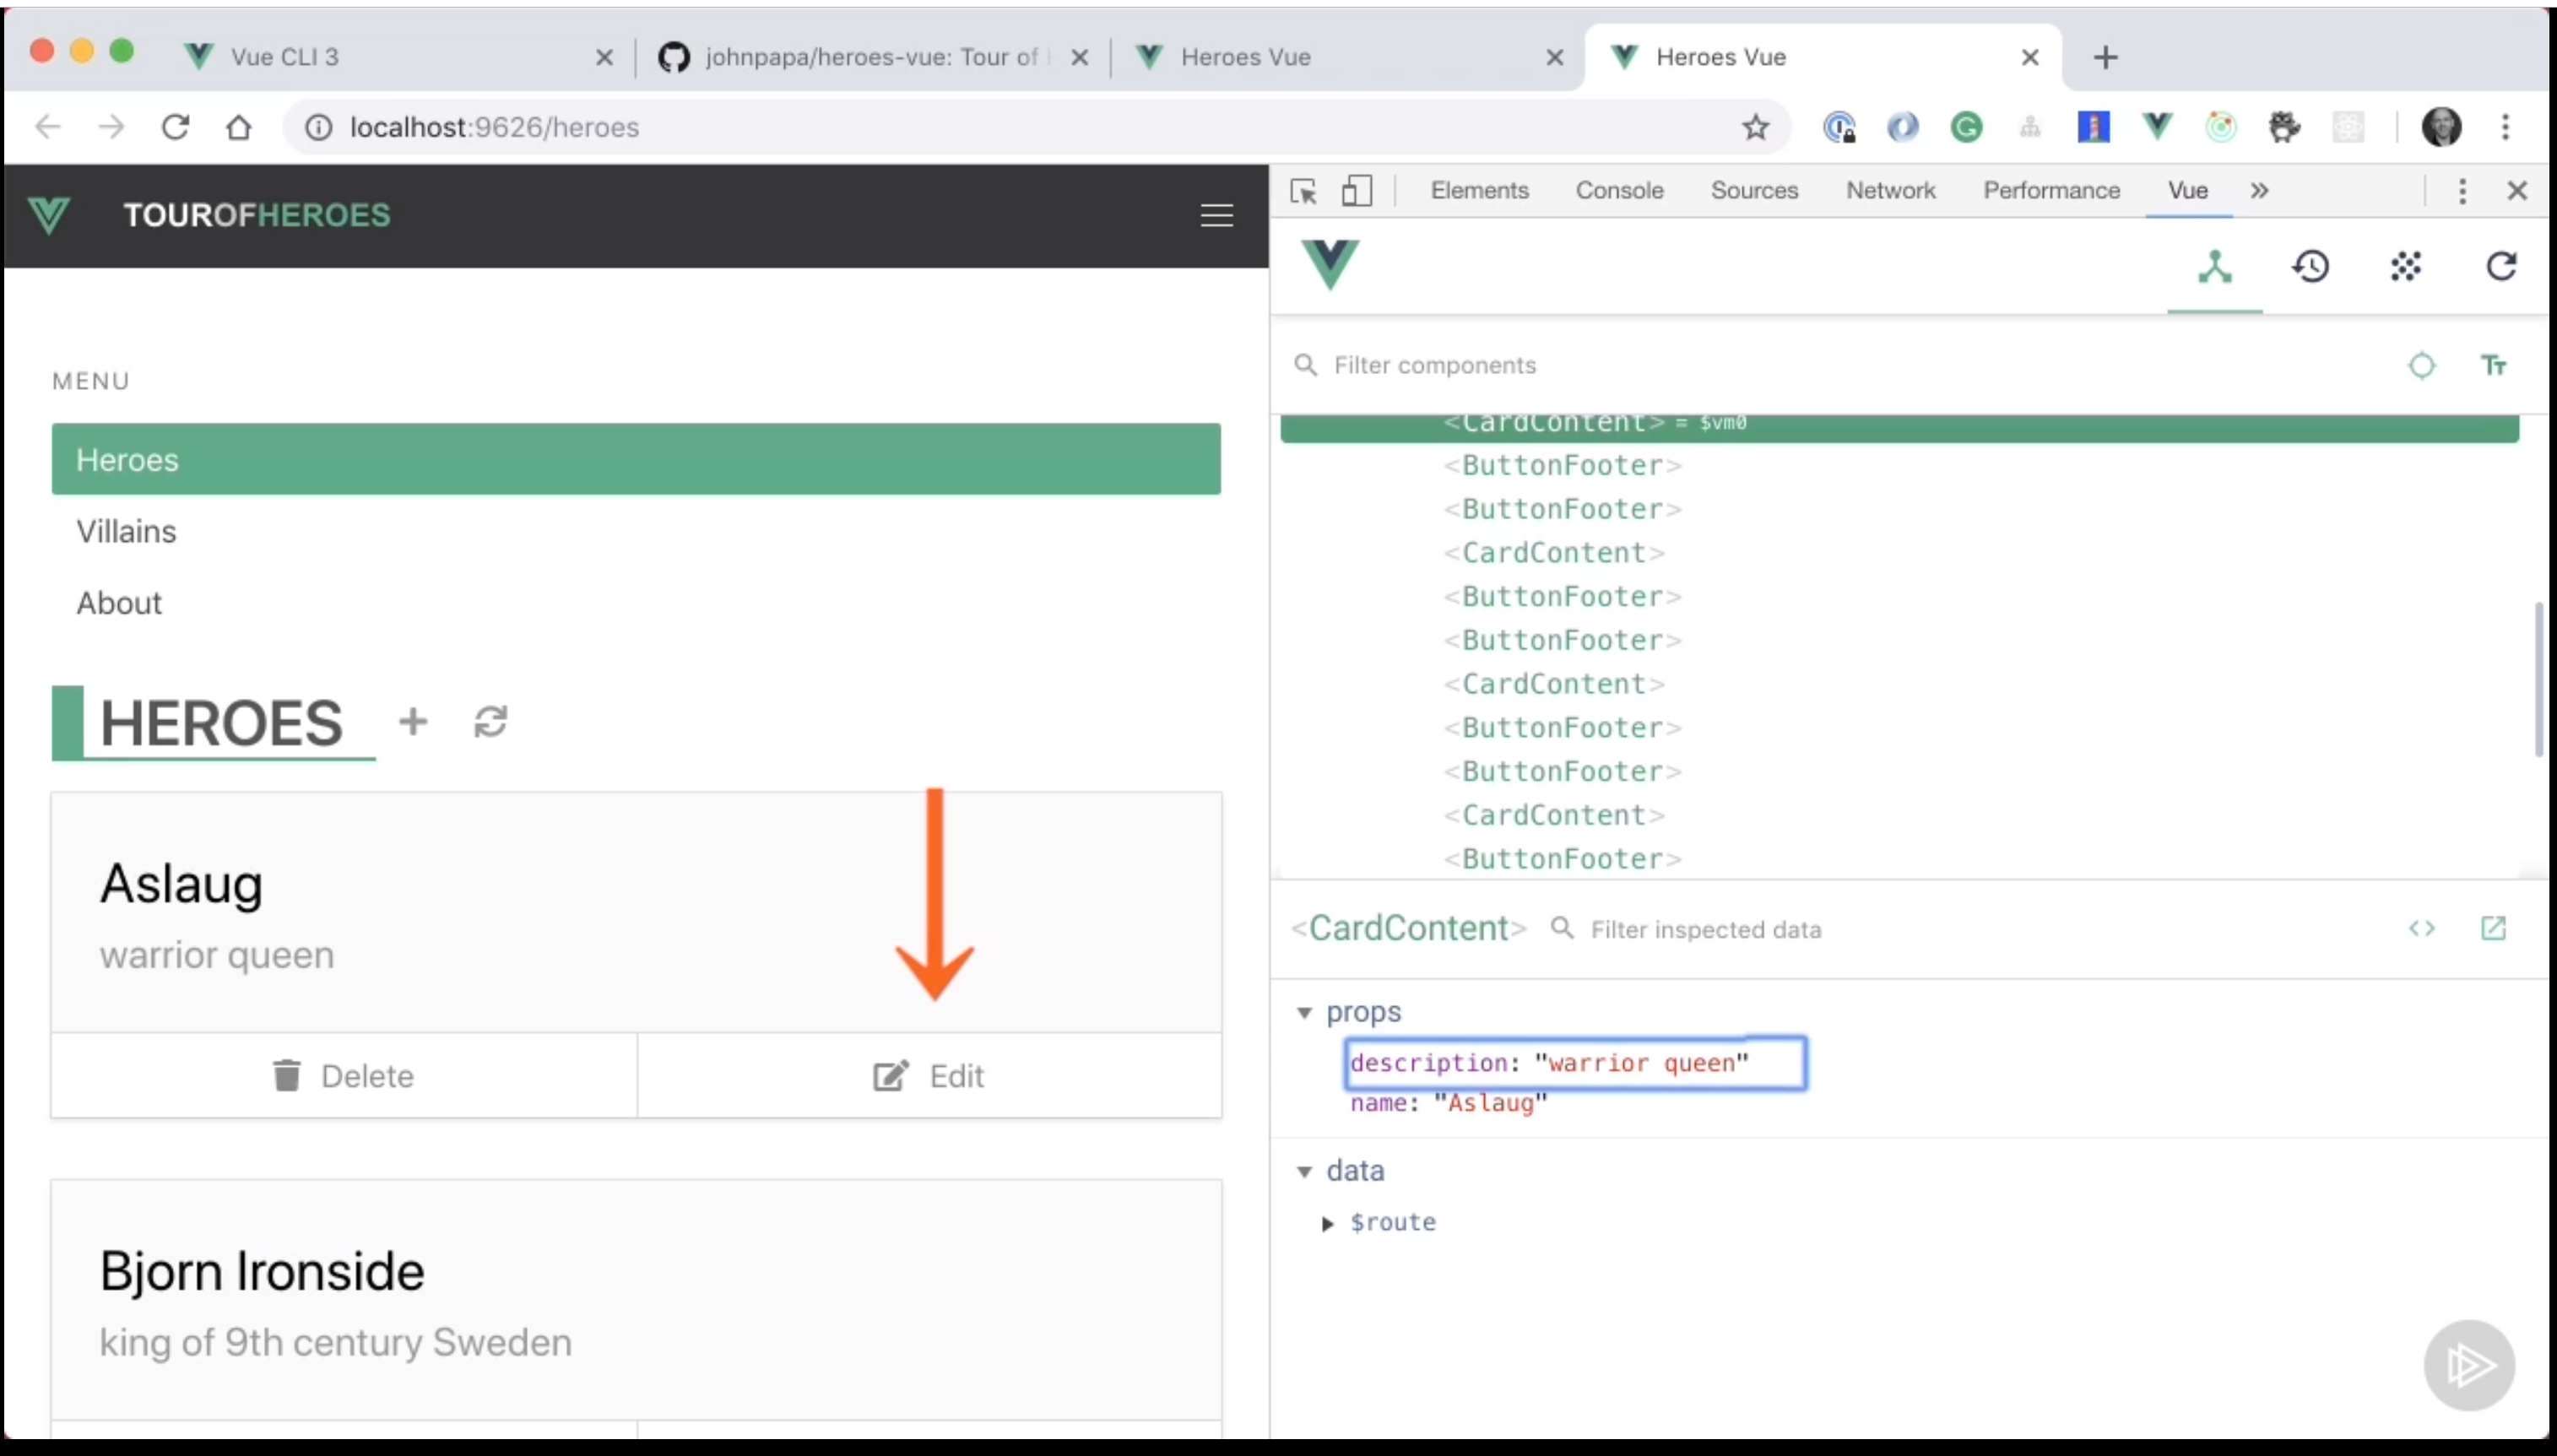 Vue CLI 3
johnpapa/heroes-vue: Tour of
Heroes Vue
Heroes Vue
localhost:9626/heroes
TOUROFHEROES
Elements Console Sources Network Performance Vue
Filter components
MENU
Heroes
Villains
About
HEROES
Aslaug
warrior queen
Delete Edit
Bjorn Ironside
king of 9th century Sweden
<CardContent> = $vm0
<ButtonFooter>
<ButtonFooter>
<CardContent>
<ButtonFooter>
<ButtonFooter>
<CardContent>
<ButtonFooter>
<ButtonFooter>
<CardContent>
<ButtonFooter>
<CardContent> Filter inspected data
props
description: "warrior queen"
name: "Aslaug"
data
$route